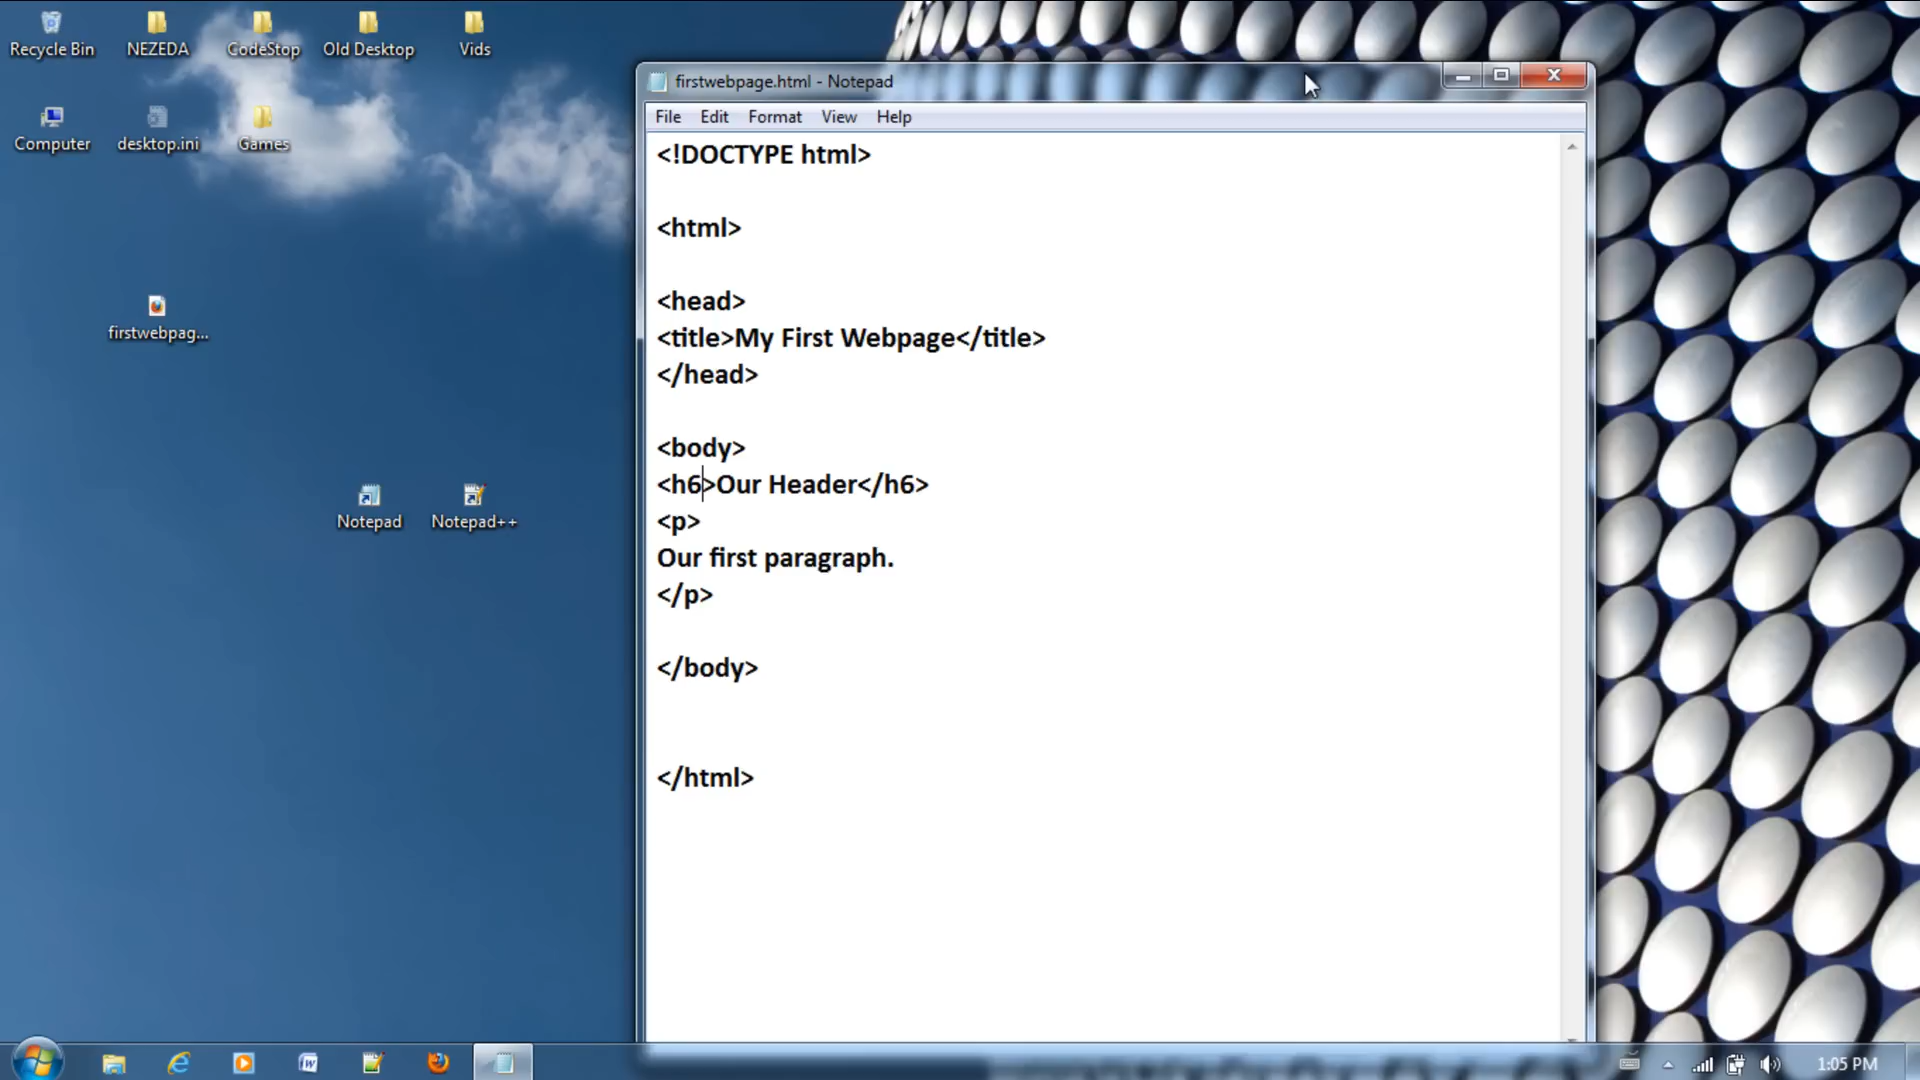 Recycle Bin
NEZEDA
CodeStop
Old Desktop
Vids
Computer
desktop.ini
Games
firstwebpag...
Notepad
Notepad++
firstwebpage.html - Notepad
File Edit Format View Help
<!DOCTYPE html>
<html>
<head>
<title>My First Webpage</title>
</head>
<body>
<h6>Our Header</h6>
<p>
Our first paragraph.
</p>
</body>
</html>
1:05 PM